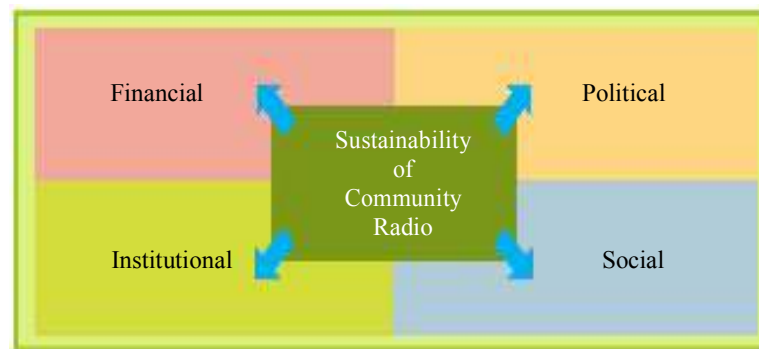 Financial
Political
Sustainability
of
Community
Radio
Institutional
Social